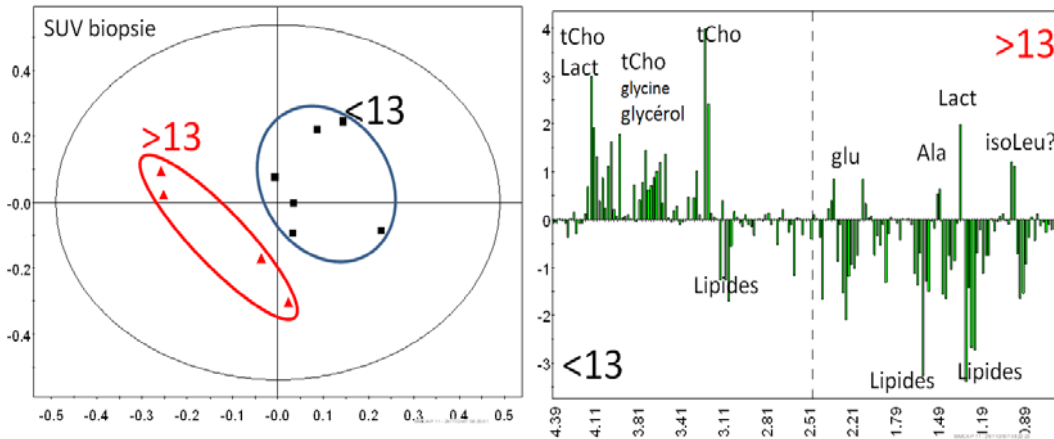 SUV biopsie
>13
<13
0.4
0.2
-0.0
-0.2
0.4
-0.5
-0.4
-0.3
-0.2
-0.1
-0.0
0.1
0.2
0.3
0.4
0.5
4
3
2
1
0
-1
-2
-3
tCho
Lact
tCho
glycine
glycérol
tCho
>13
Lact
glu
Ala
isoLeu?
Lipides
<13
Lipides
Lipides
4.39
4.11
3.71
3.41
3.11
2.81
2.51
2.21
1.79
1.49
1.19
0.89